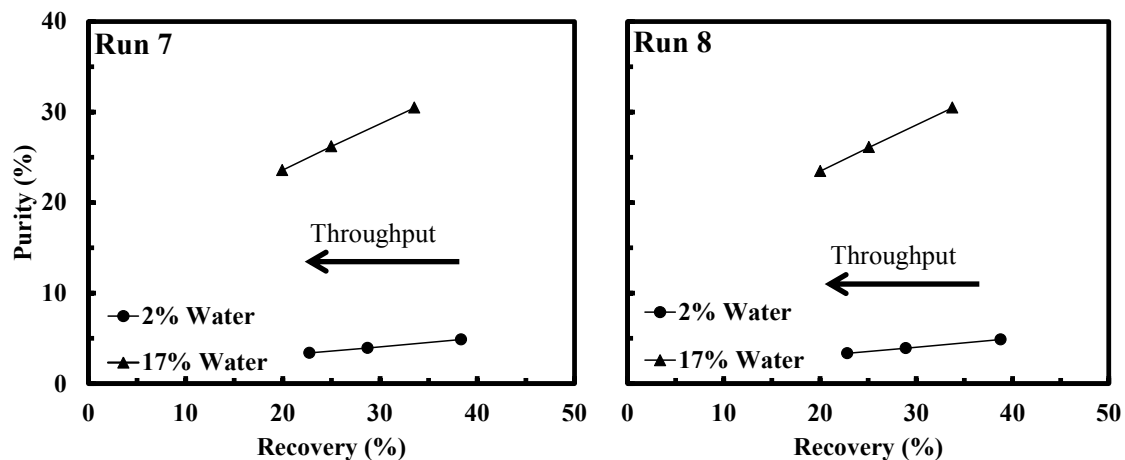 Run 7
Purity (%)
40
30
20
10
0
Throughput
2% Water
17% Water
0 10 20 30 40 50
Recovery (%)
Run 8
Throughput
2% Water
17% Water
0 10 20 30 40 50
Recovery (%)